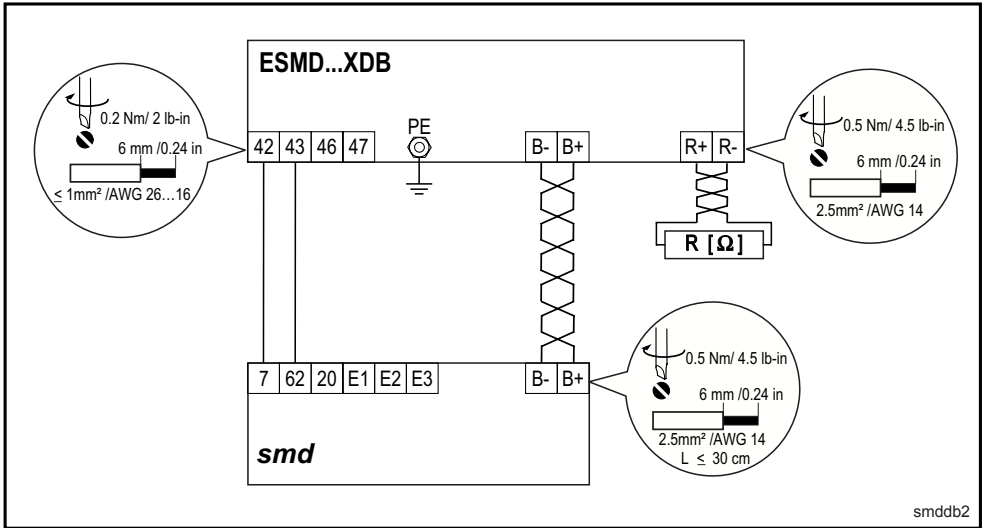 ESMD...XDB
0.2 Nm/ 2 lb-in
6 mm /0.24 in
≤ 1mm² /AWG 26…16
42 43 46 47
PE
B- B+
R+ R-
0.5 Nm/ 4.5 lb-in
6 mm /0.24 in
2.5mm² /AWG 14
R [Ω]
7 62 20 E1 E2 E3
B- B+
0.5 Nm/ 4.5 lb-in
6 mm /0.24 in
2.5mm² /AWG 14
L ≤ 30 cm
smd
smddb2